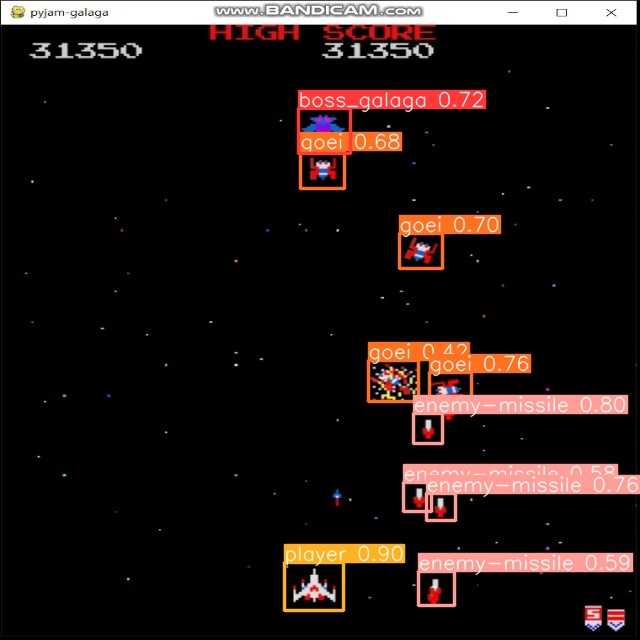 pyjam-galaga
www.BANDICAM.com
HIGH SCORE
31350 31350
boss_galaga 0.72
goei 0.68
goei 0.70
goei 0.42
goei 0.76
enemy-missile 0.80
enemy-missile 0.58
enemy-missile 0.76
player 0.90
enemy-missile 0.59
5